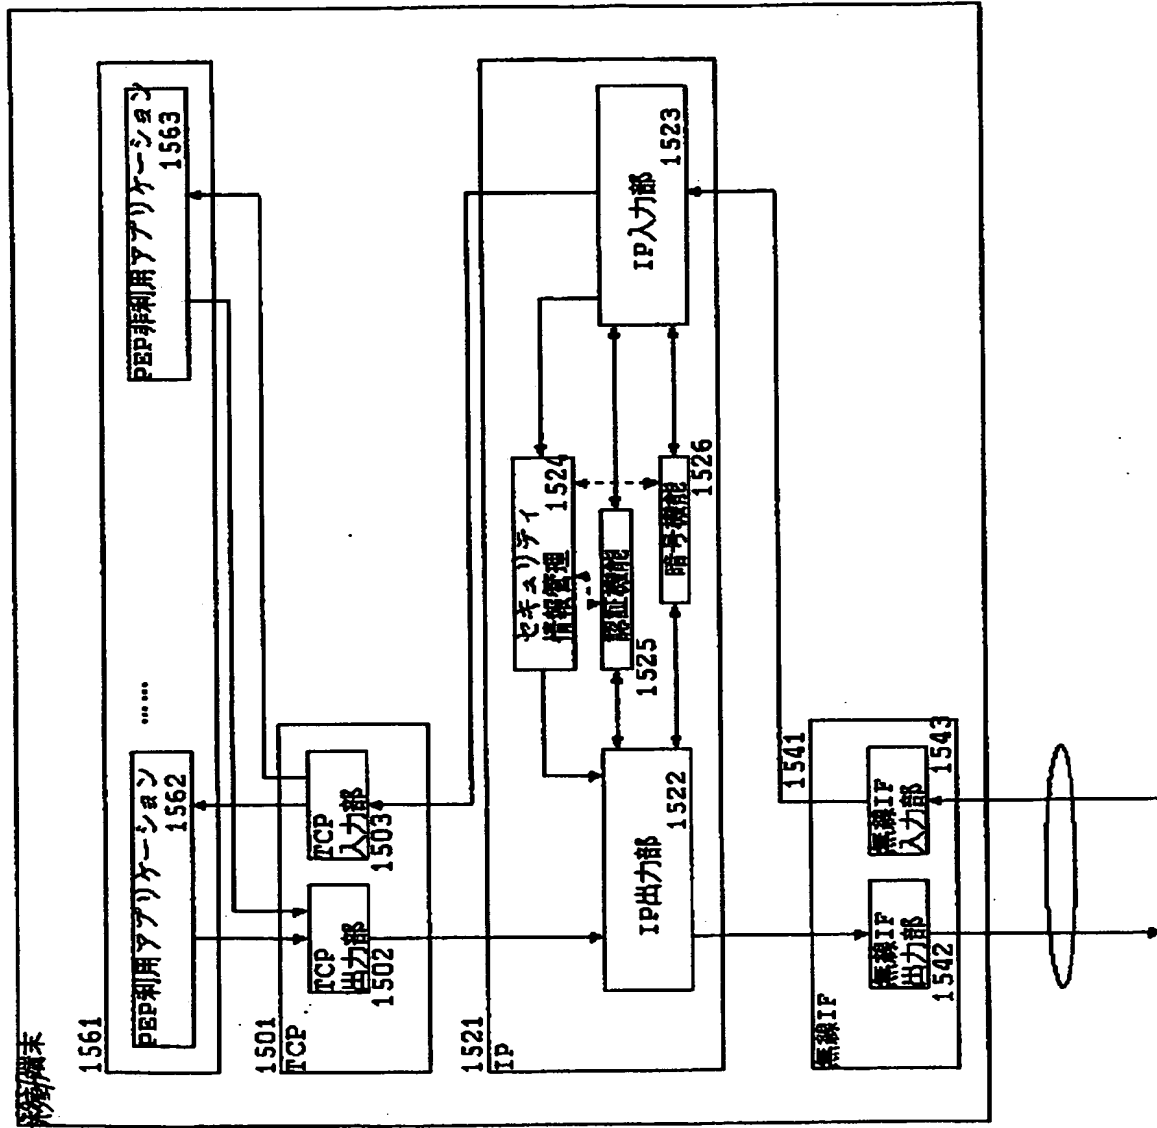 移動端末
1561
PEP利用アプリケーション
1562
……
PEP非利用アプリケーション
1563
1501
TCP
TCP
出力部
1502
TCP
入力部
1503
1521
IP
IP出力部
1522
セキュリティ
情報管理
1524
認証機能
1525
暗号機能
1526
IP入力部
1523
1541
無線IF
無線IF
出力部
1542
無線IF
入力部
1543